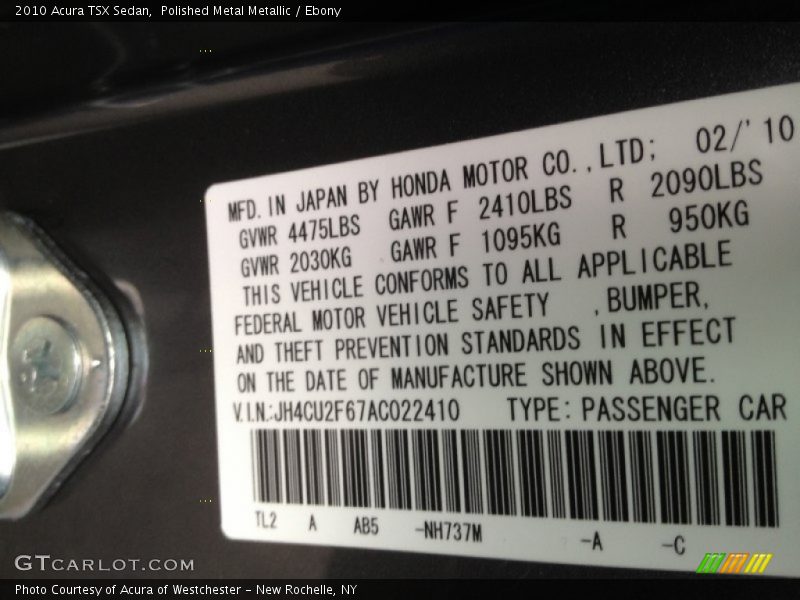 2010 Acura TSX Sedan, Polished Metal Metallic / Ebony
MFD. IN JAPAN BY HONDA MOTOR CO.,LTD; 02/'10
GVWR 4475LBS GAWR F 2410LBS R 2090LBS
GVWR 2030KG GAWR F 1095KG R 950KG
THIS VEHICLE CONFORMS TO ALL APPLICABLE
FEDERAL MOTOR VEHICLE SAFETY ,BUMPER,
AND THEFT PREVENTION STANDARDS IN EFFECT
ON THE DATE OF MANUFACTURE SHOWN ABOVE.
V.I.N.:JH4CU2F67AC022410 TYPE: PASSENGER CAR
TL2 A AB5 -NH737M -A -C
GTCARLOT.COM
Photo Courtesy of Acura of Westchester - New Rochelle, NY